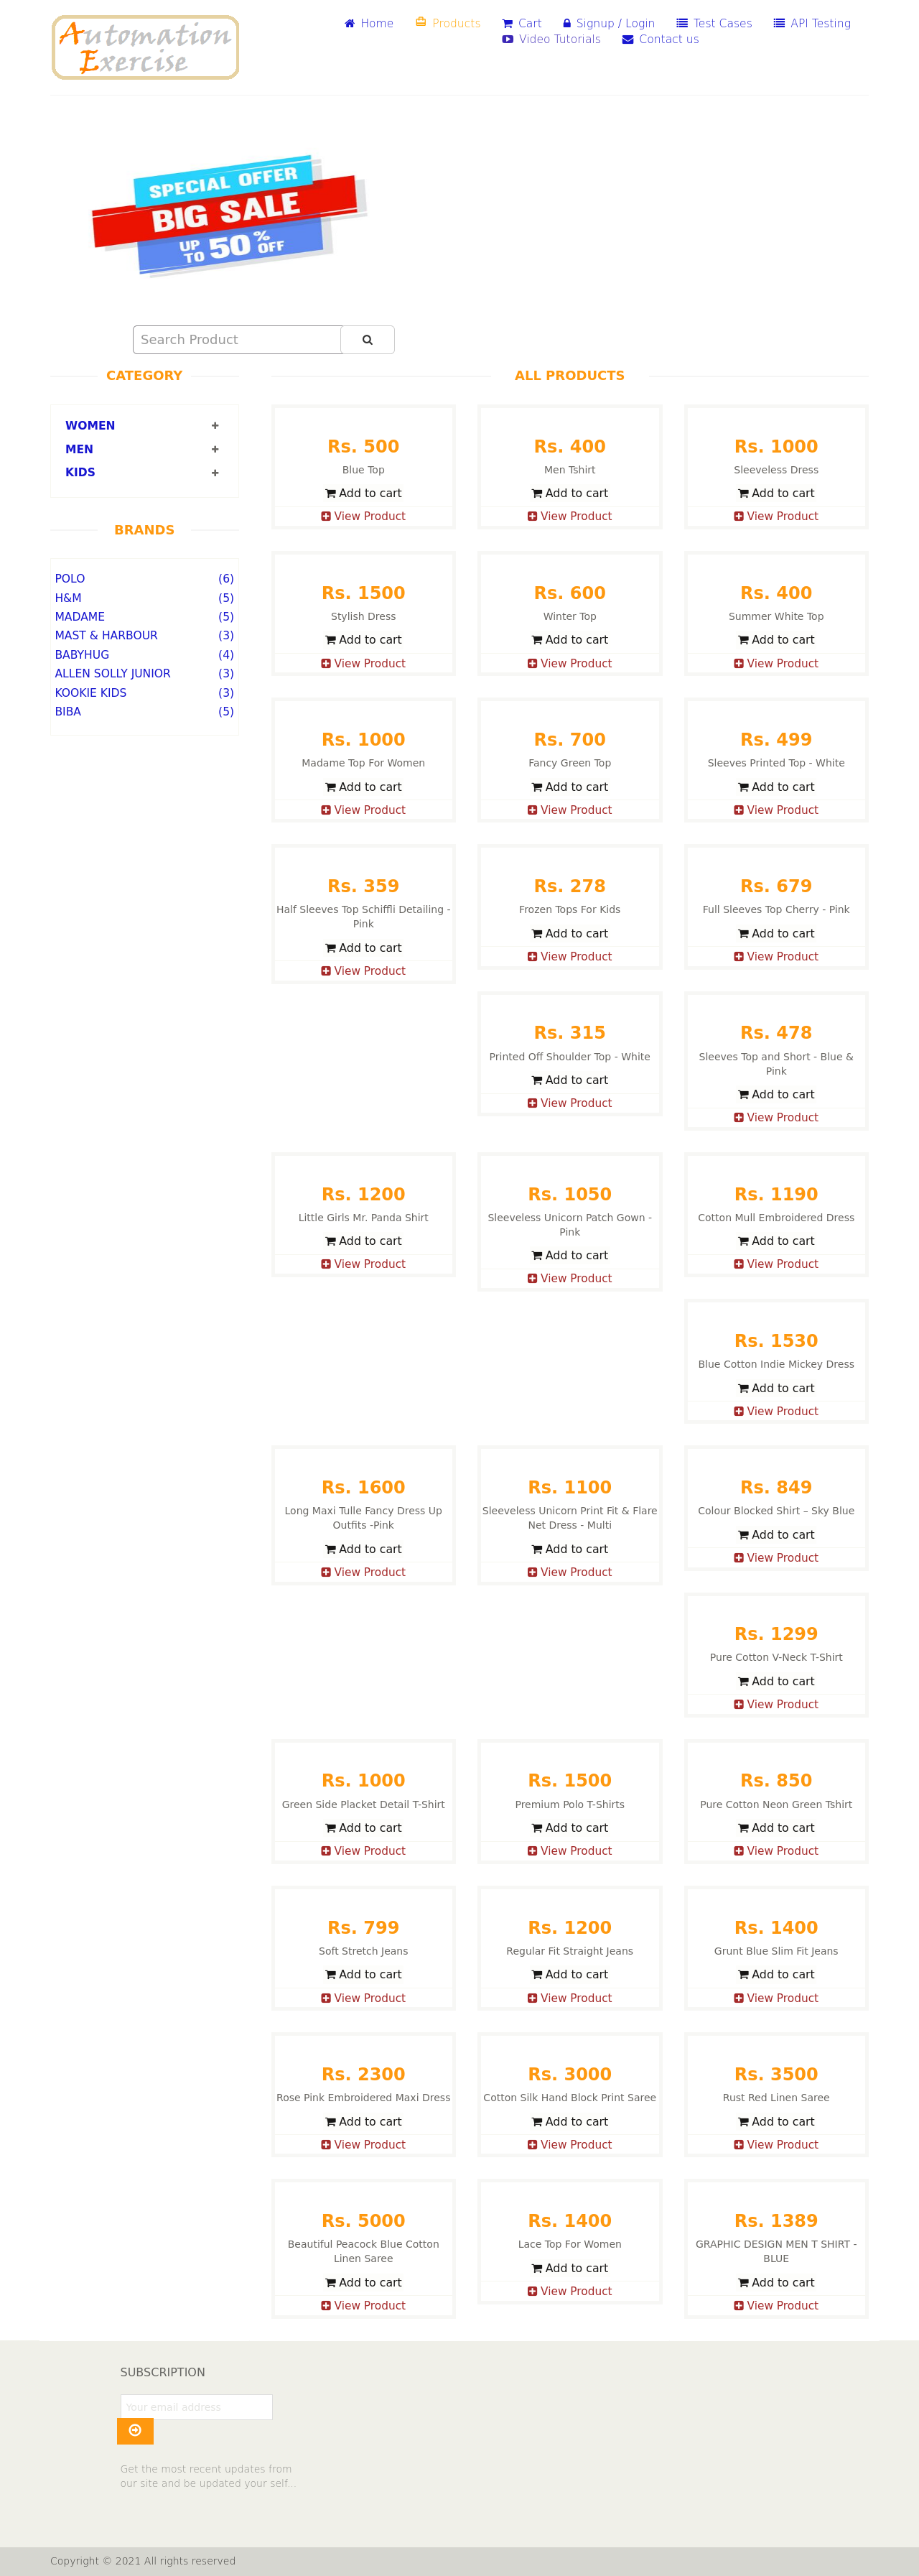 Automation
Exercise
Home Products Cart Signup / Login Test Cases API Testing
Video Tutorials Contact us
SPECIAL OFFER
BIG SALE
UP TO 50% OFF
Search Product
CATEGORY
WOMEN
MEN
KIDS
BRANDS
POLO (6)
H&M (5)
MADAME (5)
MAST & HARBOUR (3)
BABYHUG (4)
ALLEN SOLLY JUNIOR (3)
KOOKIE KIDS (3)
BIBA (5)
ALL PRODUCTS
Rs. 500
Blue Top
Add to cart
View Product
Rs. 400
Men Tshirt
Add to cart
View Product
Rs. 1000
Sleeveless Dress
Add to cart
View Product
Rs. 1500
Stylish Dress
Add to cart
View Product
Rs. 600
Winter Top
Add to cart
View Product
Rs. 400
Summer White Top
Add to cart
View Product
Rs. 1000
Madame Top For Women
Add to cart
View Product
Rs. 700
Fancy Green Top
Add to cart
View Product
Rs. 499
Sleeves Printed Top - White
Add to cart
View Product
Rs. 359
Half Sleeves Top Schiffli Detailing -
Pink
Add to cart
View Product
Rs. 278
Frozen Tops For Kids
Add to cart
View Product
Rs. 679
Full Sleeves Top Cherry - Pink
Add to cart
View Product
Rs. 315
Printed Off Shoulder Top - White
Add to cart
View Product
Rs. 478
Sleeves Top and Short - Blue &
Pink
Add to cart
View Product
Rs. 1200
Little Girls Mr. Panda Shirt
Add to cart
View Product
Rs. 1050
Sleeveless Unicorn Patch Gown -
Pink
Add to cart
View Product
Rs. 1190
Cotton Mull Embroidered Dress
Add to cart
View Product
Rs. 1530
Blue Cotton Indie Mickey Dress
Add to cart
View Product
Rs. 1600
Long Maxi Tulle Fancy Dress Up
Outfits -Pink
Add to cart
View Product
Rs. 1100
Sleeveless Unicorn Print Fit & Flare
Net Dress - Multi
Add to cart
View Product
Rs. 849
Colour Blocked Shirt – Sky Blue
Add to cart
View Product
Rs. 1299
Pure Cotton V-Neck T-Shirt
Add to cart
View Product
Rs. 1000
Green Side Placket Detail T-Shirt
Add to cart
View Product
Rs. 1500
Premium Polo T-Shirts
Add to cart
View Product
Rs. 850
Pure Cotton Neon Green Tshirt
Add to cart
View Product
Rs. 799
Soft Stretch Jeans
Add to cart
View Product
Rs. 1200
Regular Fit Straight Jeans
Add to cart
View Product
Rs. 1400
Grunt Blue Slim Fit Jeans
Add to cart
View Product
Rs. 2300
Rose Pink Embroidered Maxi Dress
Add to cart
View Product
Rs. 3000
Cotton Silk Hand Block Print Saree
Add to cart
View Product
Rs. 3500
Rust Red Linen Saree
Add to cart
View Product
Rs. 5000
Beautiful Peacock Blue Cotton
Linen Saree
Add to cart
View Product
Rs. 1400
Lace Top For Women
Add to cart
View Product
Rs. 1389
GRAPHIC DESIGN MEN T SHIRT -
BLUE
Add to cart
View Product
SUBSCRIPTION
Your email address
Get the most recent updates from
our site and be updated your self...
Copyright © 2021 All rights reserved